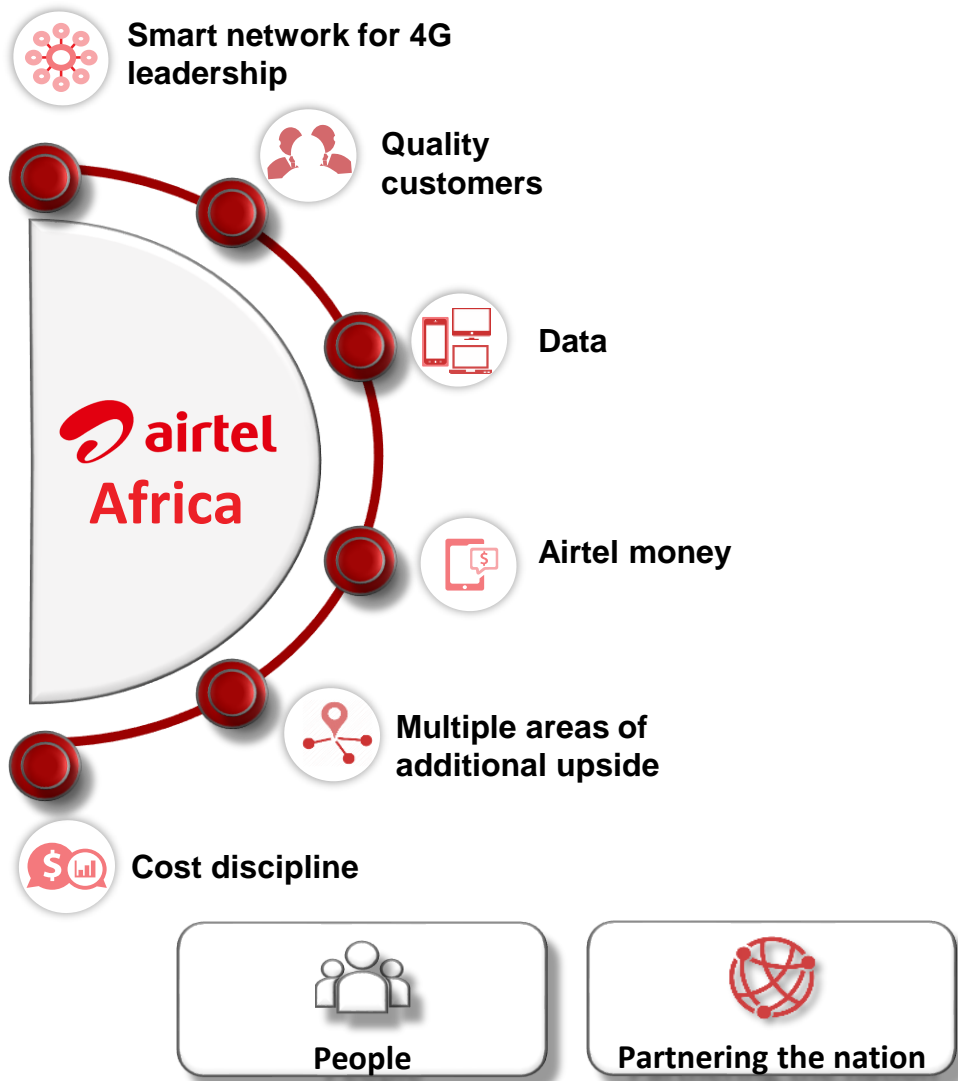 Smart network for 4G
leadership
Quality
customers
Data
airtel
Africa
Airtel money
Multiple areas of
additional upside
Cost discipline
People
Partnering the nation